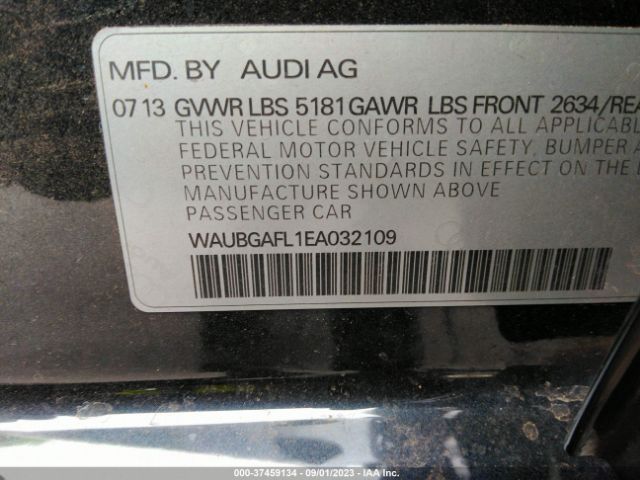 MFD. BY AUDI AG
07 13 GVWR LBS 5181 GAWR LBS FRONT 2634/REA
THIS VEHICLE CONFORMS TO ALL APPLICABL
FEDERAL MOTOR VEHICLE SAFETY, BUMPER A
PREVENTION STANDARDS IN EFFECT ON THE D
MANUFACTURE SHOWN ABOVE
PASSENGER CAR
WAUBGAFL1EA032109
000-37459134 - 09/01/2023 - IAA Inc.